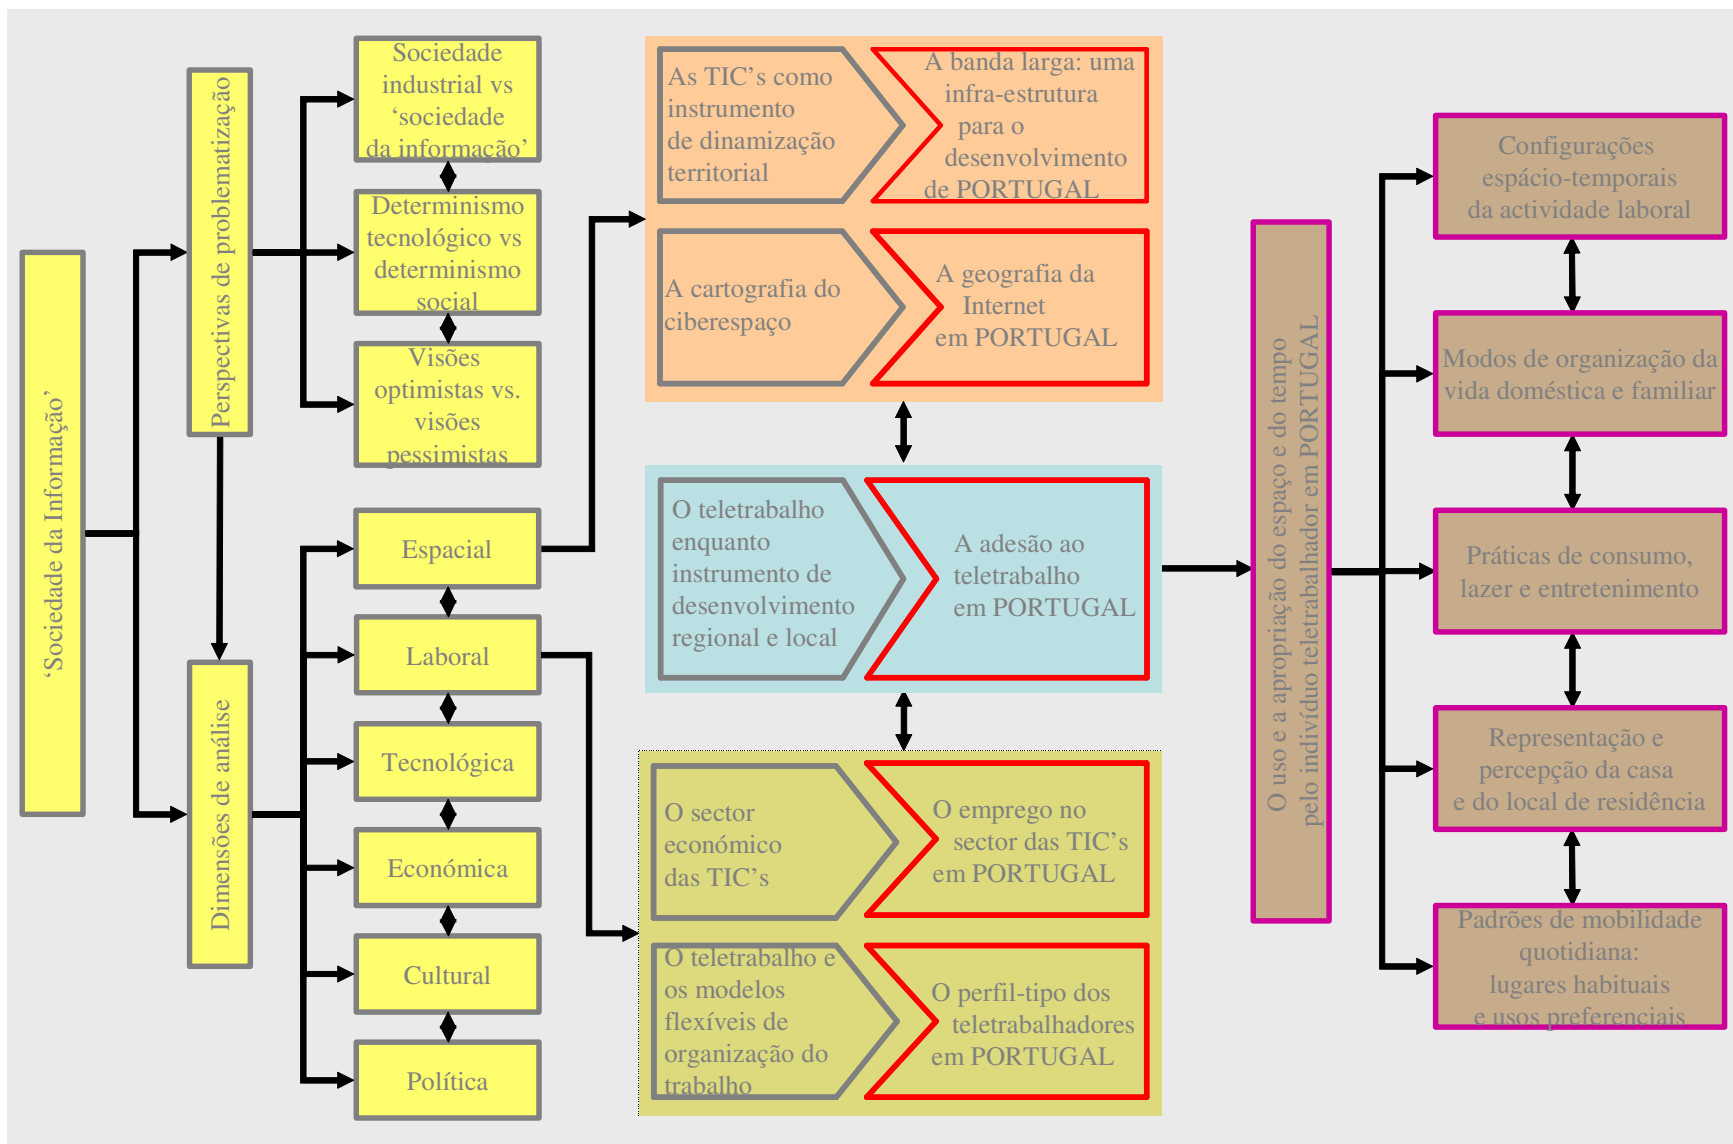 ‘Sociedade da Informação’
Perspectivas de problematização
Dimensões de análise
Sociedade
industrial vs
‘sociedade
da informação’
Determinismo
tecnológico vs
determinismo
social
Visões
optimistas vs.
visões
pessimistas
Espacial
Laboral
Tecnológica
Económica
Cultural
Política
As TIC’s como
instrumento
de dinamização
territorial
A banda larga: uma
infra-estrutura
para o
desenvolvimento
de PORTUGAL
A cartografia do
ciberespaço
A geografia da
Internet
em PORTUGAL
O teletrabalho
enquanto
instrumento de
desenvolvimento
regional e local
A adesão ao
teletrabalho
em PORTUGAL
O sector
económico
das TIC’s
O emprego no
sector das TIC’s
em PORTUGAL
O teletrabalho e
os modelos
flexíveis de
organização do
trabalho
O perfil-tipo dos
teletrabalhadores
em PORTUGAL
O uso e a apropriação do espaço e do tempo
pelo indivíduo teletrabalhador em PORTUGAL
Configurações
espácio-temporais
da actividade laboral
Modos de organização da
vida doméstica e familiar
Práticas de consumo,
lazer e entretenimento
Representação e
percepção da casa
e do local de residência
Padrões de mobilidade
quotidiana:
lugares habituais
e usos preferenciais